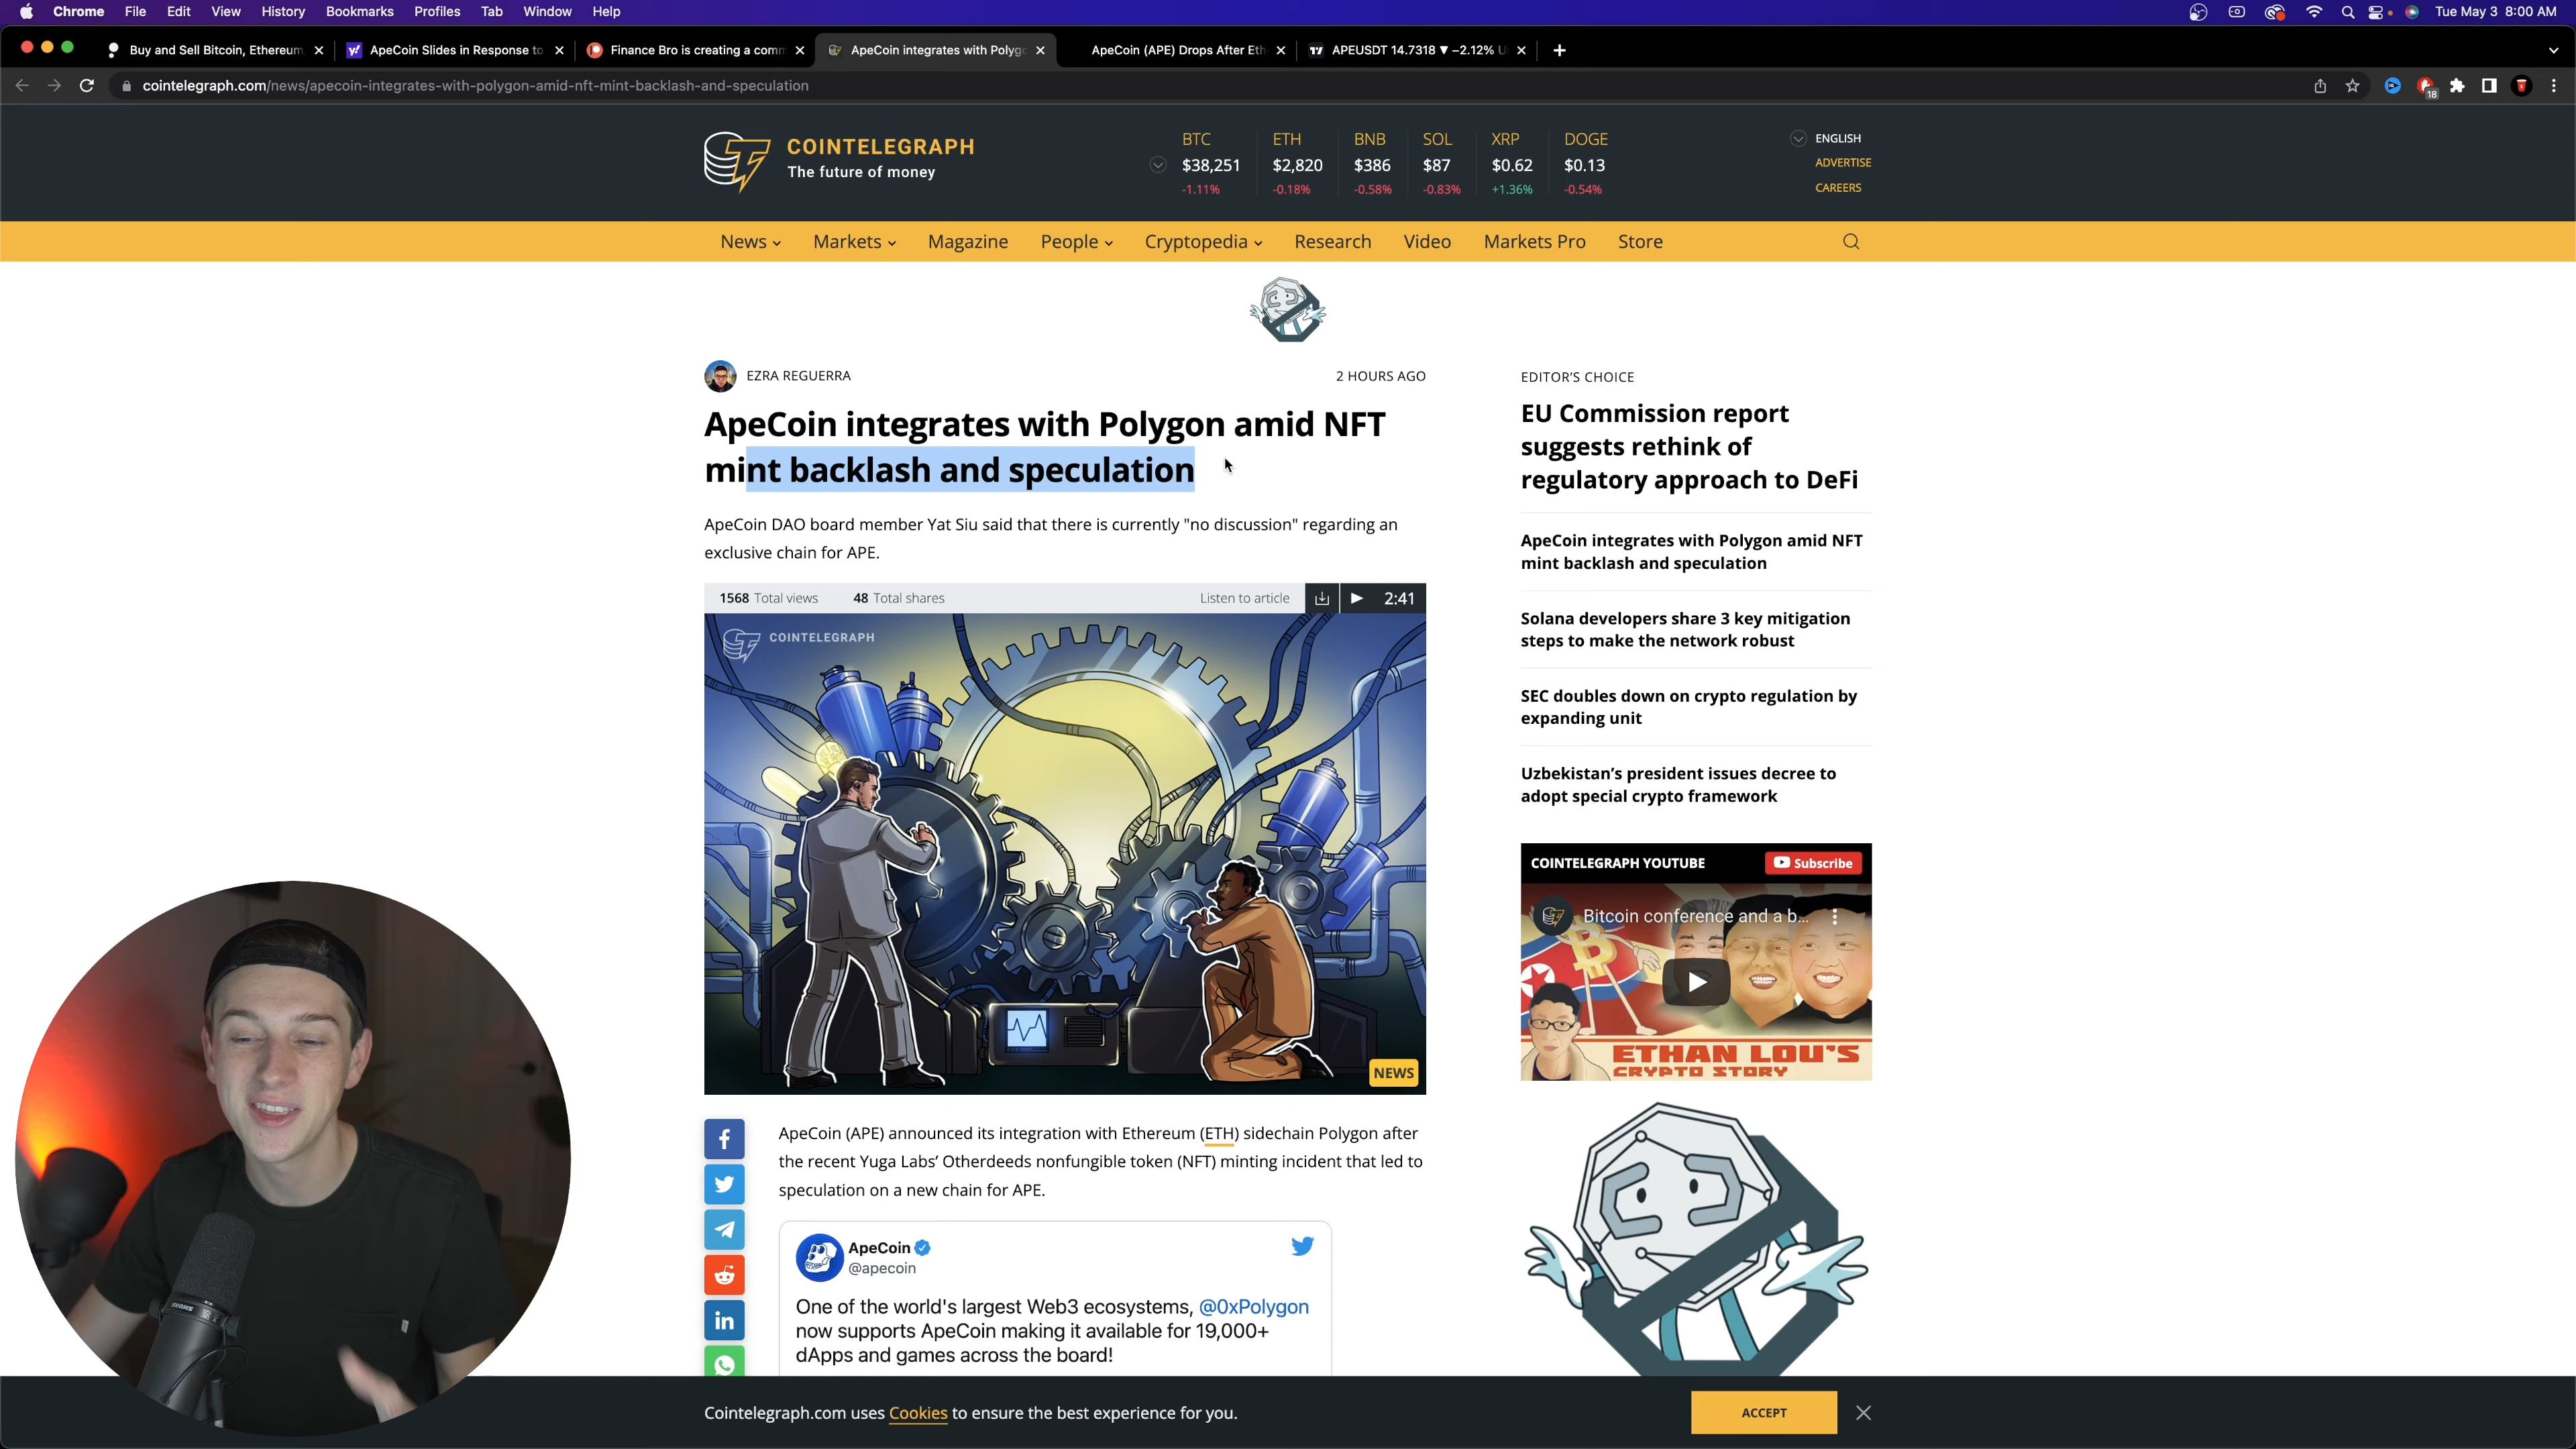 Chrome File Edit View History Bookmarks Profiles Tab Window Help
Tue May 3 8:00 AM
Buy and Sell Bitcoin, Ethereum
ApeCoin Slides in Response to
Finance Bro is creating a com
ApeCoin integrates with Polyg
ApeCoin (APE) Drops After Eth
APEUSDT 14.7318 ▼ −2.12% U
cointelegraph.com/news/apecoin-integrates-with-polygon-amid-nft-mint-backlash-and-speculation
18
COINTELEGRAPH
The future of money
BTC ETH BNB SOL XRP DOGE
$38,251 $2,820 $386 $87 $0.62 $0.13
-1.11% -0.18% -0.58% -0.83% +1.36% -0.54%
ENGLISH
ADVERTISE
CAREERS
News Markets Magazine People Cryptopedia Research Video Markets Pro Store
EZRA REGUERRA
2 HOURS AGO
ApeCoin integrates with Polygon amid NFT
mint backlash and speculation
ApeCoin DAO board member Yat Siu said that there is currently "no discussion" regarding an
exclusive chain for APE.
1568 Total views 48 Total shares Listen to article 2:41
COINTELEGRAPH
NEWS
ApeCoin (APE) announced its integration with Ethereum (ETH) sidechain Polygon after
the recent Yuga Labs’ Otherdeeds nonfungible token (NFT) minting incident that led to
speculation on a new chain for APE.
ApeCoin
@apecoin
One of the world's largest Web3 ecosystems, @0xPolygon
now supports ApeCoin making it available for 19,000+
dApps and games across the board!
EDITOR’S CHOICE
EU Commission report
suggests rethink of
regulatory approach to DeFi
ApeCoin integrates with Polygon amid NFT
mint backlash and speculation
Solana developers share 3 key mitigation
steps to make the network robust
SEC doubles down on crypto regulation by
expanding unit
Uzbekistan’s president issues decree to
adopt special crypto framework
COINTELEGRAPH YOUTUBE
Subscribe
Bitcoin conference and a b...
ETHAN LOU'S
CRYPTO STORY
SHURE
Cointelegraph.com uses Cookies to ensure the best experience for you.
ACCEPT